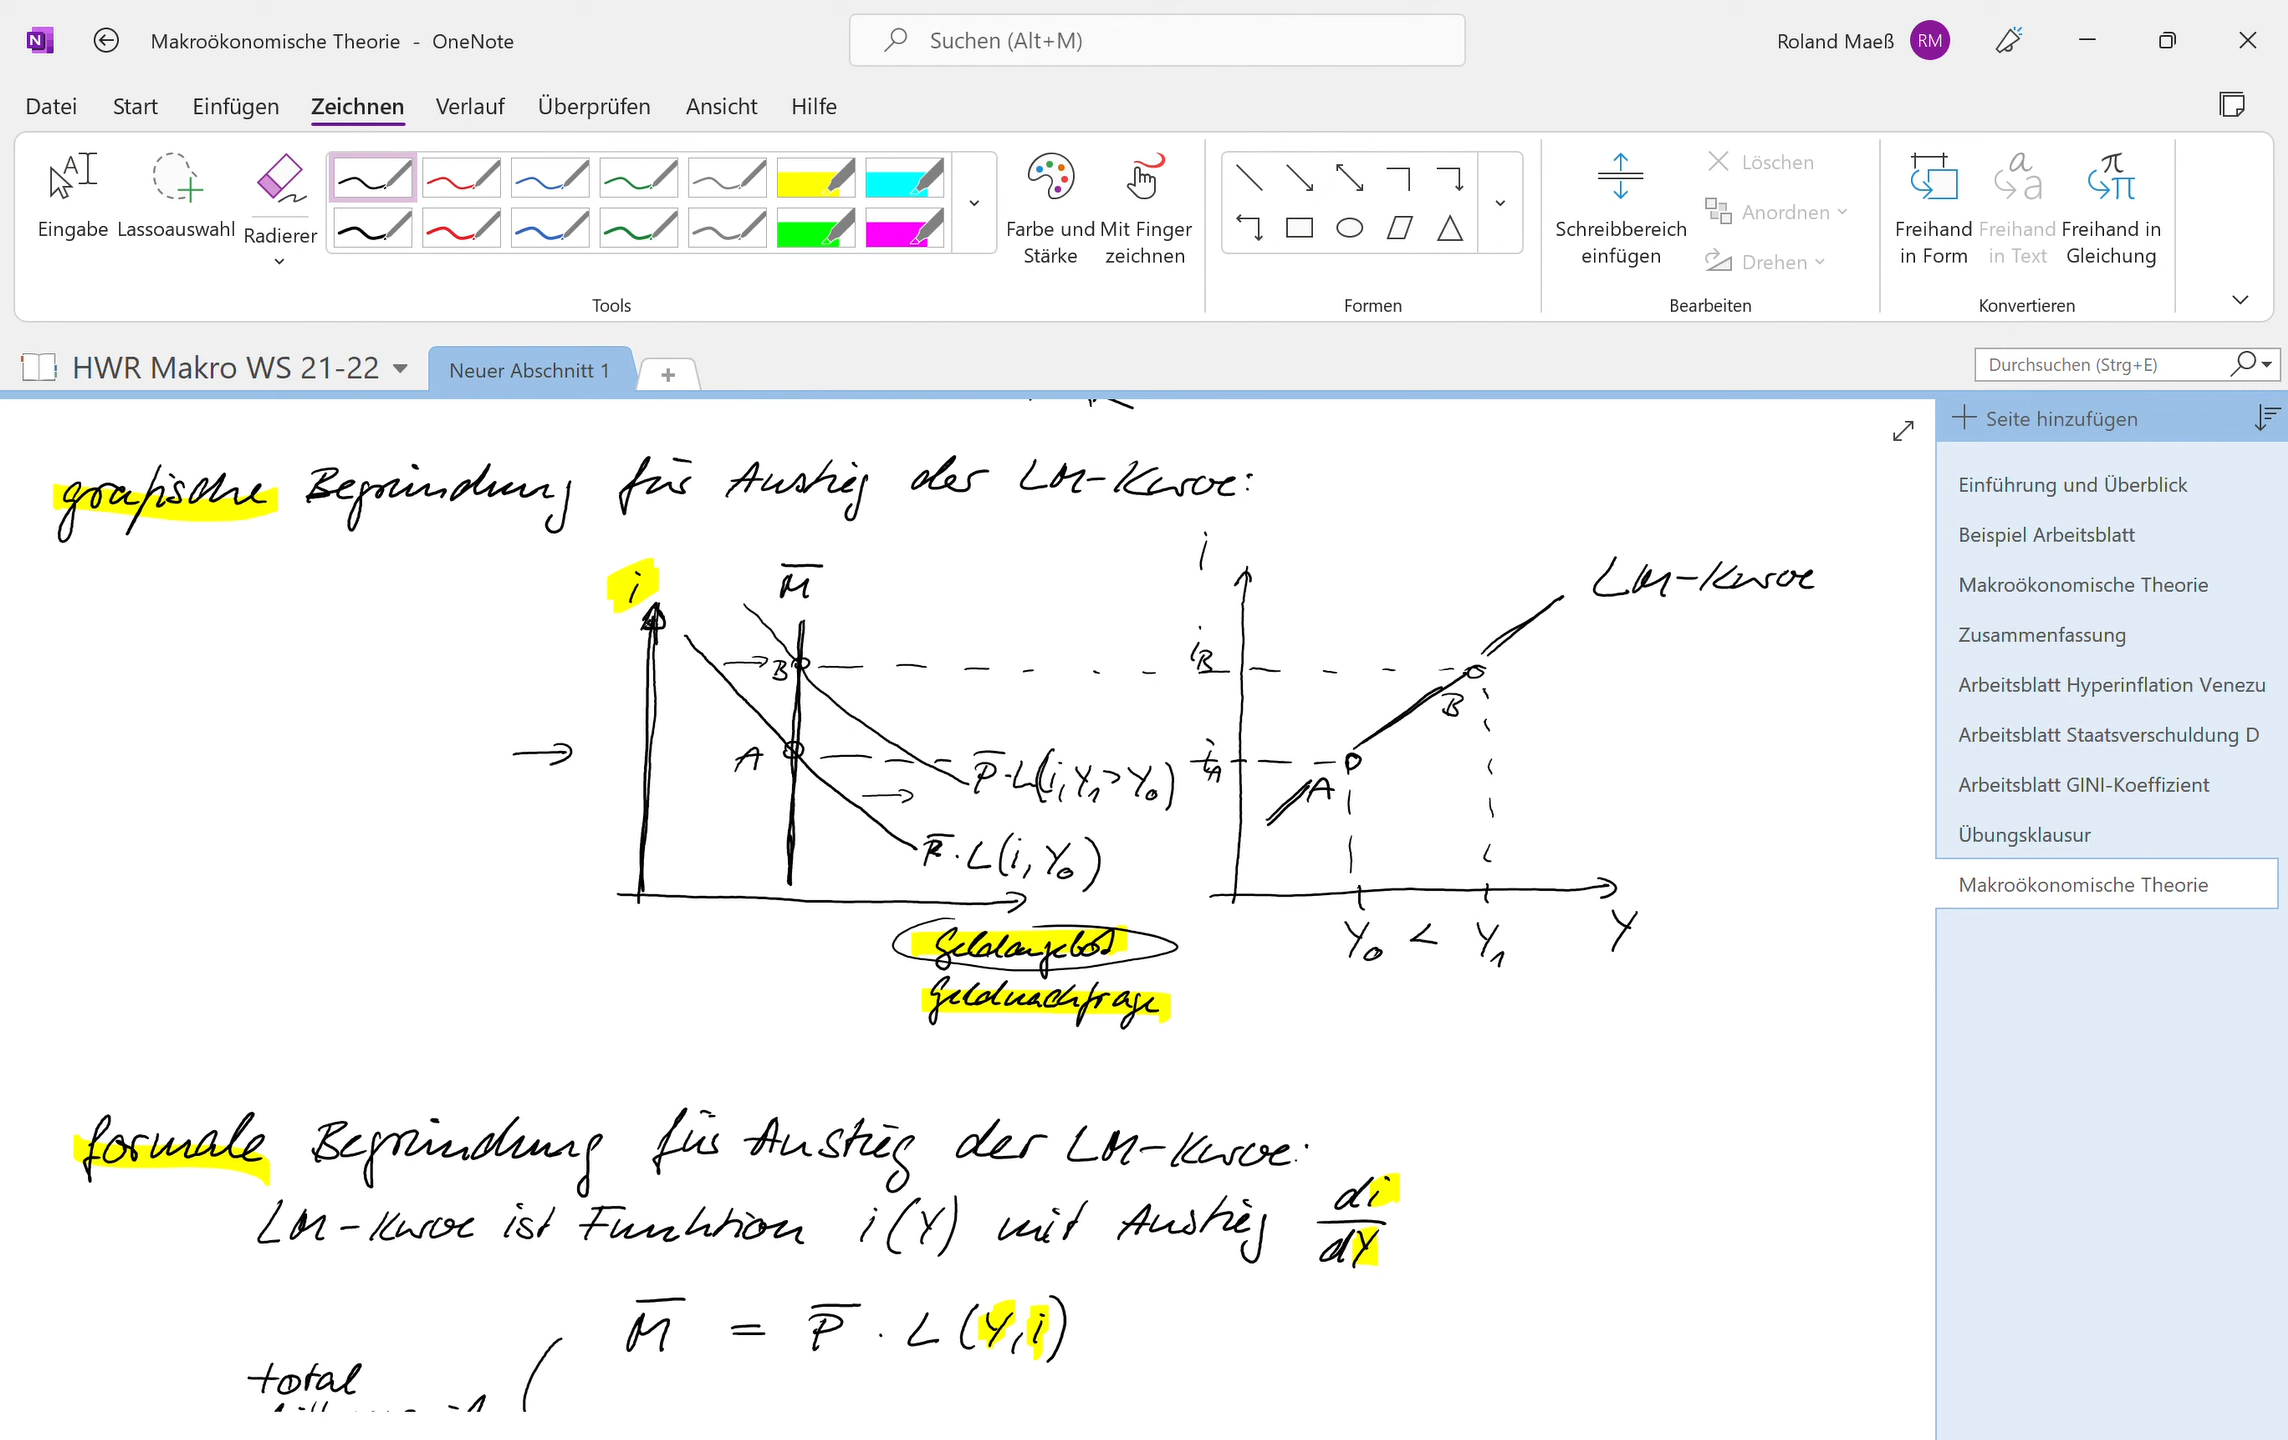 Makroökonomische Theorie - OneNote
Suchen (Alt+M)
Roland Maeß
RM
Datei Start Einfügen Zeichnen Verlauf Überprüfen Ansicht Hilfe
Eingabe
Lassoauswahl
Radierer
Farbe und Stärke
Mit Finger zeichnen
Schreibbereich einfügen
Löschen
Anordnen
Drehen
Freihand in Form
Freihand in Text
Freihand in Gleichung
Tools
Formen
Bearbeiten
Konvertieren
HWR Makro WS 21-22
Neuer Abschnitt 1
Durchsuchen (Strg+E)
Seite hinzufügen
Einführung und Überblick
Beispiel Arbeitsblatt
Makroökonomische Theorie
Zusammenfassung
Arbeitsblatt Hyperinflation Venezu
Arbeitsblatt Staatsverschuldung D
Arbeitsblatt GINI-Koeffizient
Übungsklausur
Makroökonomische Theorie
grafische Begründung für Anstieg der LM-Kurve:
i
M̅
B
A
P̅·L(i, Y₁>Y₀)
P̅·L(i, Y₀)
Geldangebot
Geldnachfrage
i
LM-Kurve
i_B
B
i_A
A
Y₀ < Y₁
Y
formale Begründung für Anstieg der LM-Kurve:
LM-Kurve ist Funktion i(Y) mit Anstieg di/dY
M̅ = P̅ · L(Y, i)
total